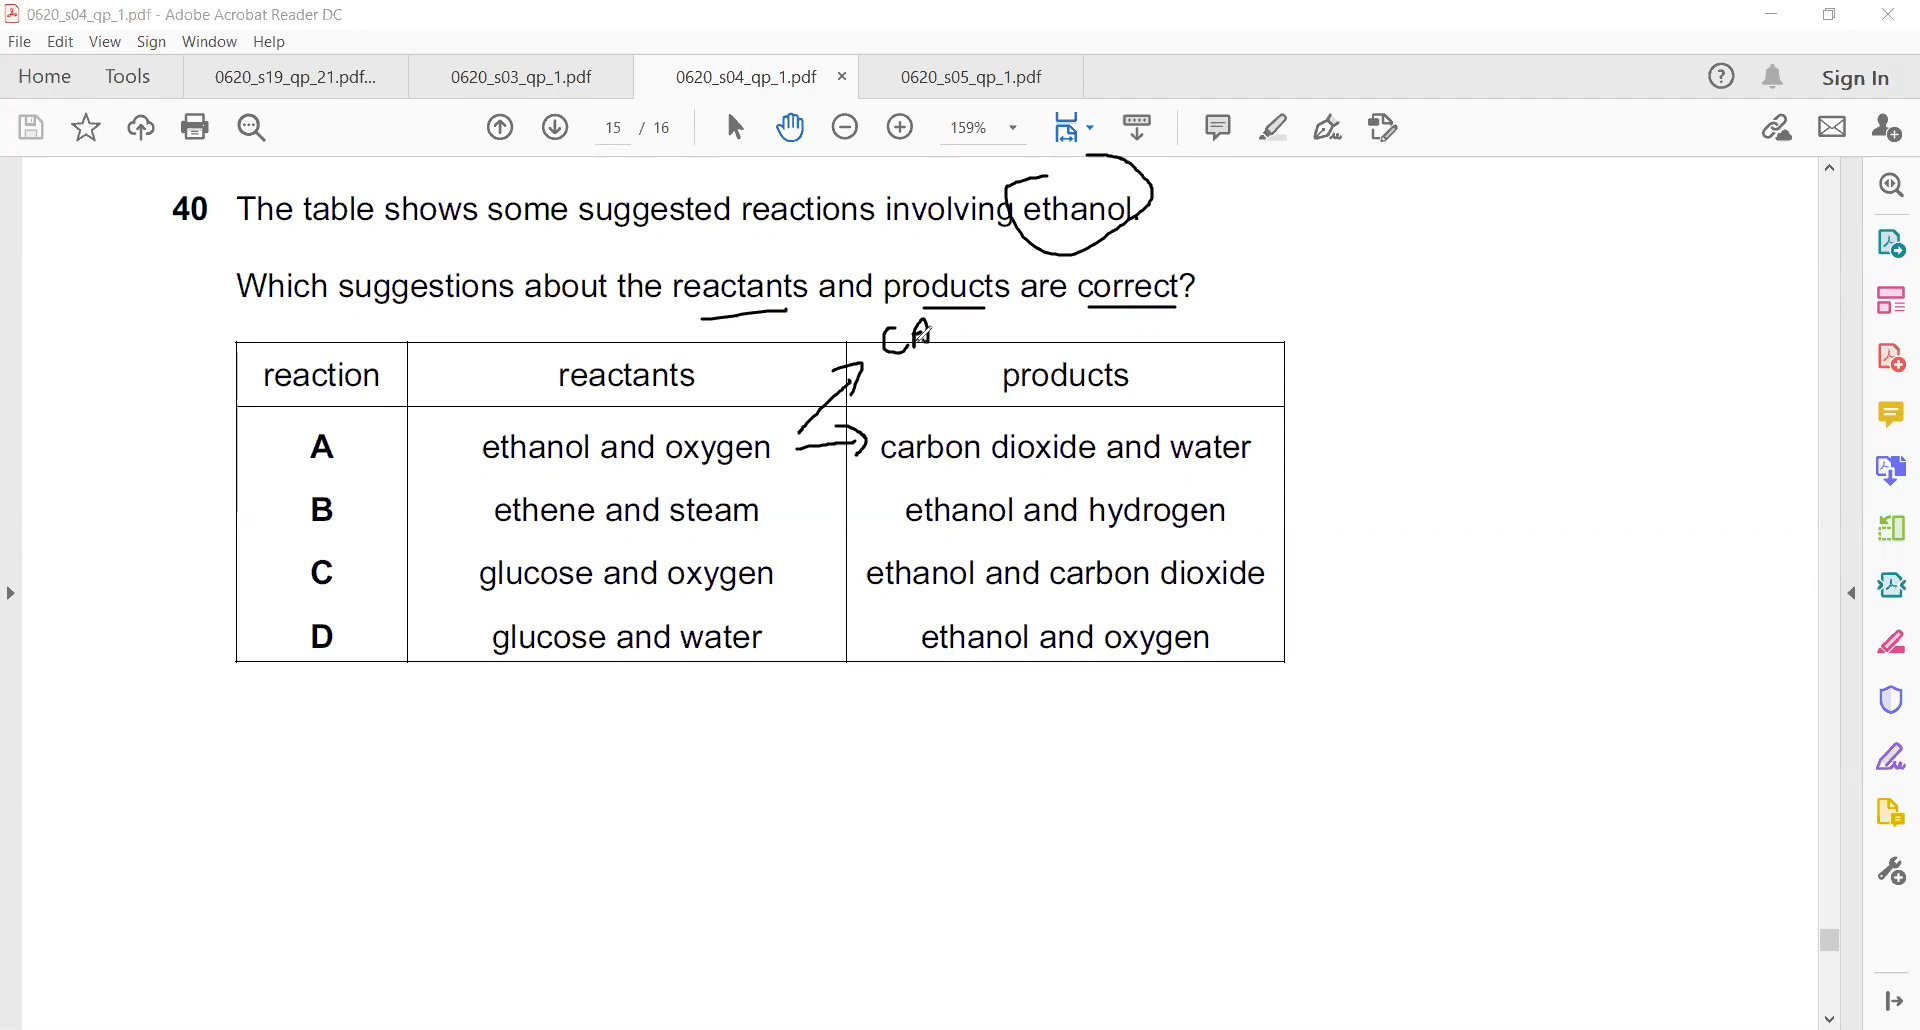 0620_s04_qp_1.pdf - Adobe Acrobat Reader DC
File Edit View Sign Window Help
Home Tools 0620_s19_qp_21.pdf... 0620_s03_qp_1.pdf 0620_s04_qp_1.pdf × 0620_s05_qp_1.pdf Sign In
15 / 16 159%
40 The table shows some suggested reactions involving ethanol.
Which suggestions about the reactants and products are correct?
CA
reaction reactants products
A ethanol and oxygen carbon dioxide and water
B ethene and steam ethanol and hydrogen
C glucose and oxygen ethanol and carbon dioxide
D glucose and water ethanol and oxygen